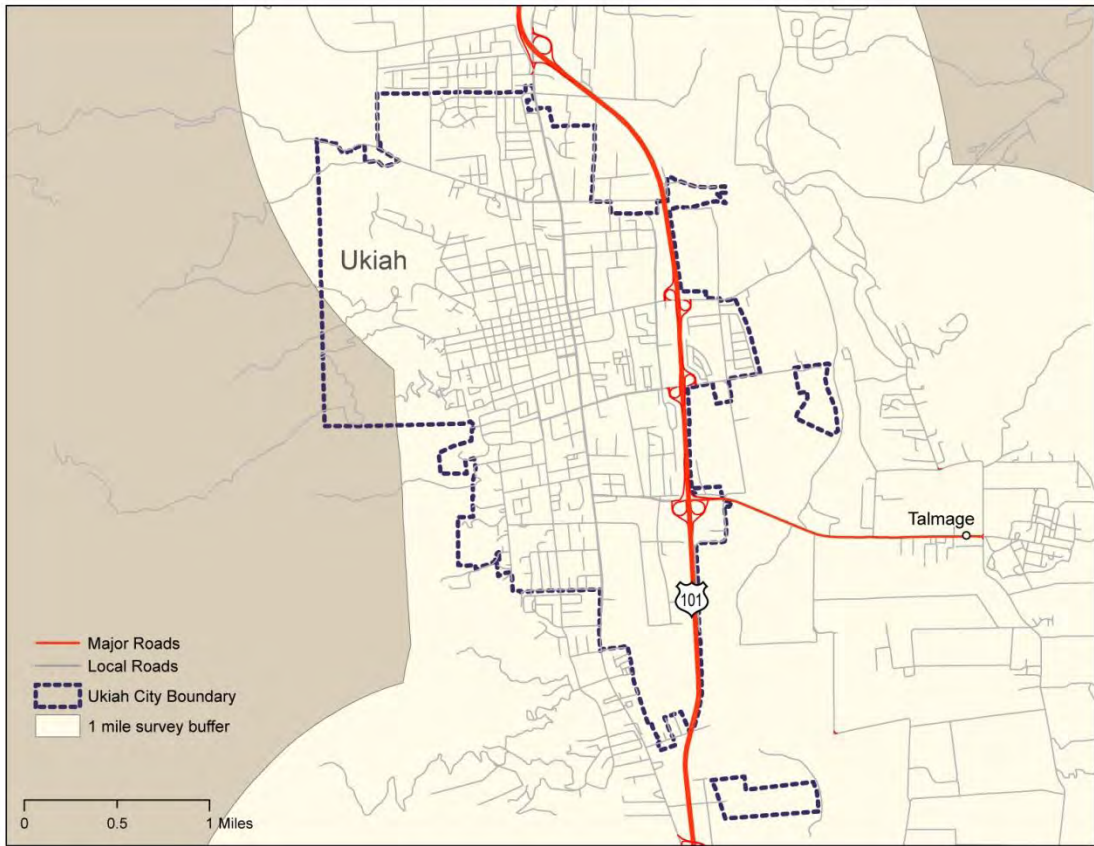 Ukiah
Talmage
101
Major Roads
Local Roads
Ukiah City Boundary
1 mile survey buffer
0 0.5 1 Miles